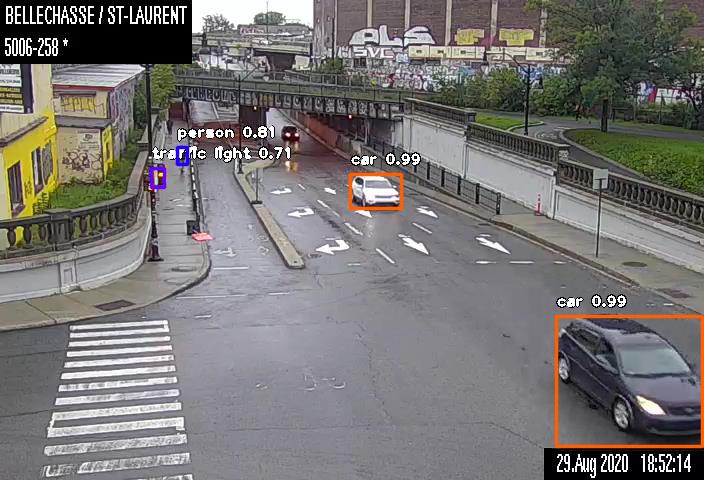 BELLECHASSE / ST-LAURENT
5006-258 *
person 0.81
traffic light 0.71
car 0.99
car 0.99
SVC
29.Aug 2020 18:52:14